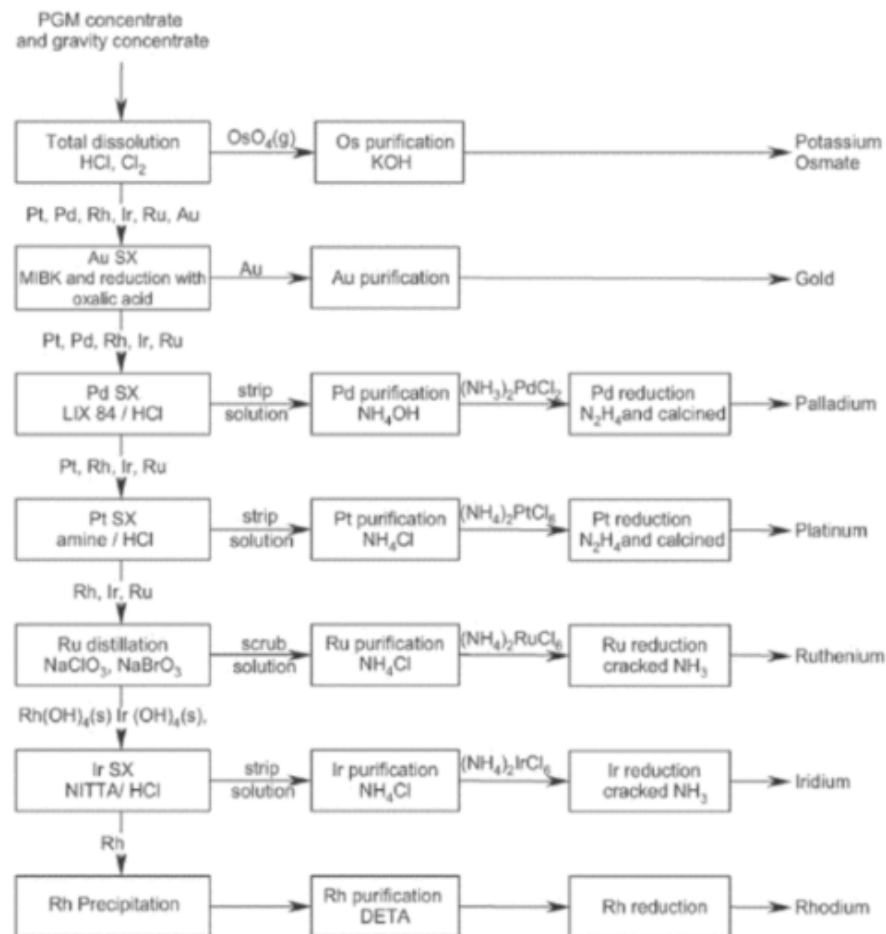 PGM concentrate
and gravity concentrate
Total dissolution
HCl, Cl₂
OsO₄(g)
Os purification
KOH
Potassium
Osmate
Pt, Pd, Rh, Ir, Ru, Au
Au SX
MIBK and reduction with
oxalic acid
Au
Au purification
Gold
Pt, Pd, Rh, Ir, Ru
Pd SX
LIX 84 / HCl
strip
solution
Pd purification
NH₄OH
(NH₃)₂PdCl₂
Pd reduction
N₂H₄and calcined
Palladium
Pt, Rh, Ir, Ru
Pt SX
amine / HCl
strip
solution
Pt purification
NH₄Cl
(NH₄)₂PtCl₆
Pt reduction
N₂H₄and calcined
Platinum
Rh, Ir, Ru
Ru distillation
NaClO₃, NaBrO₃
scrub
solution
Ru purification
NH₄Cl
(NH₄)₂RuCl₆
Ru reduction
cracked NH₃
Ruthenium
Rh(OH)₄(s) Ir (OH)₄(s),
Ir SX
NITTA/ HCl
strip
solution
Ir purification
NH₄Cl
(NH₄)₂IrCl₆
Ir reduction
cracked NH₃
Iridium
Rh
Rh Precipitation
Rh purification
DETA
Rh reduction
Rhodium